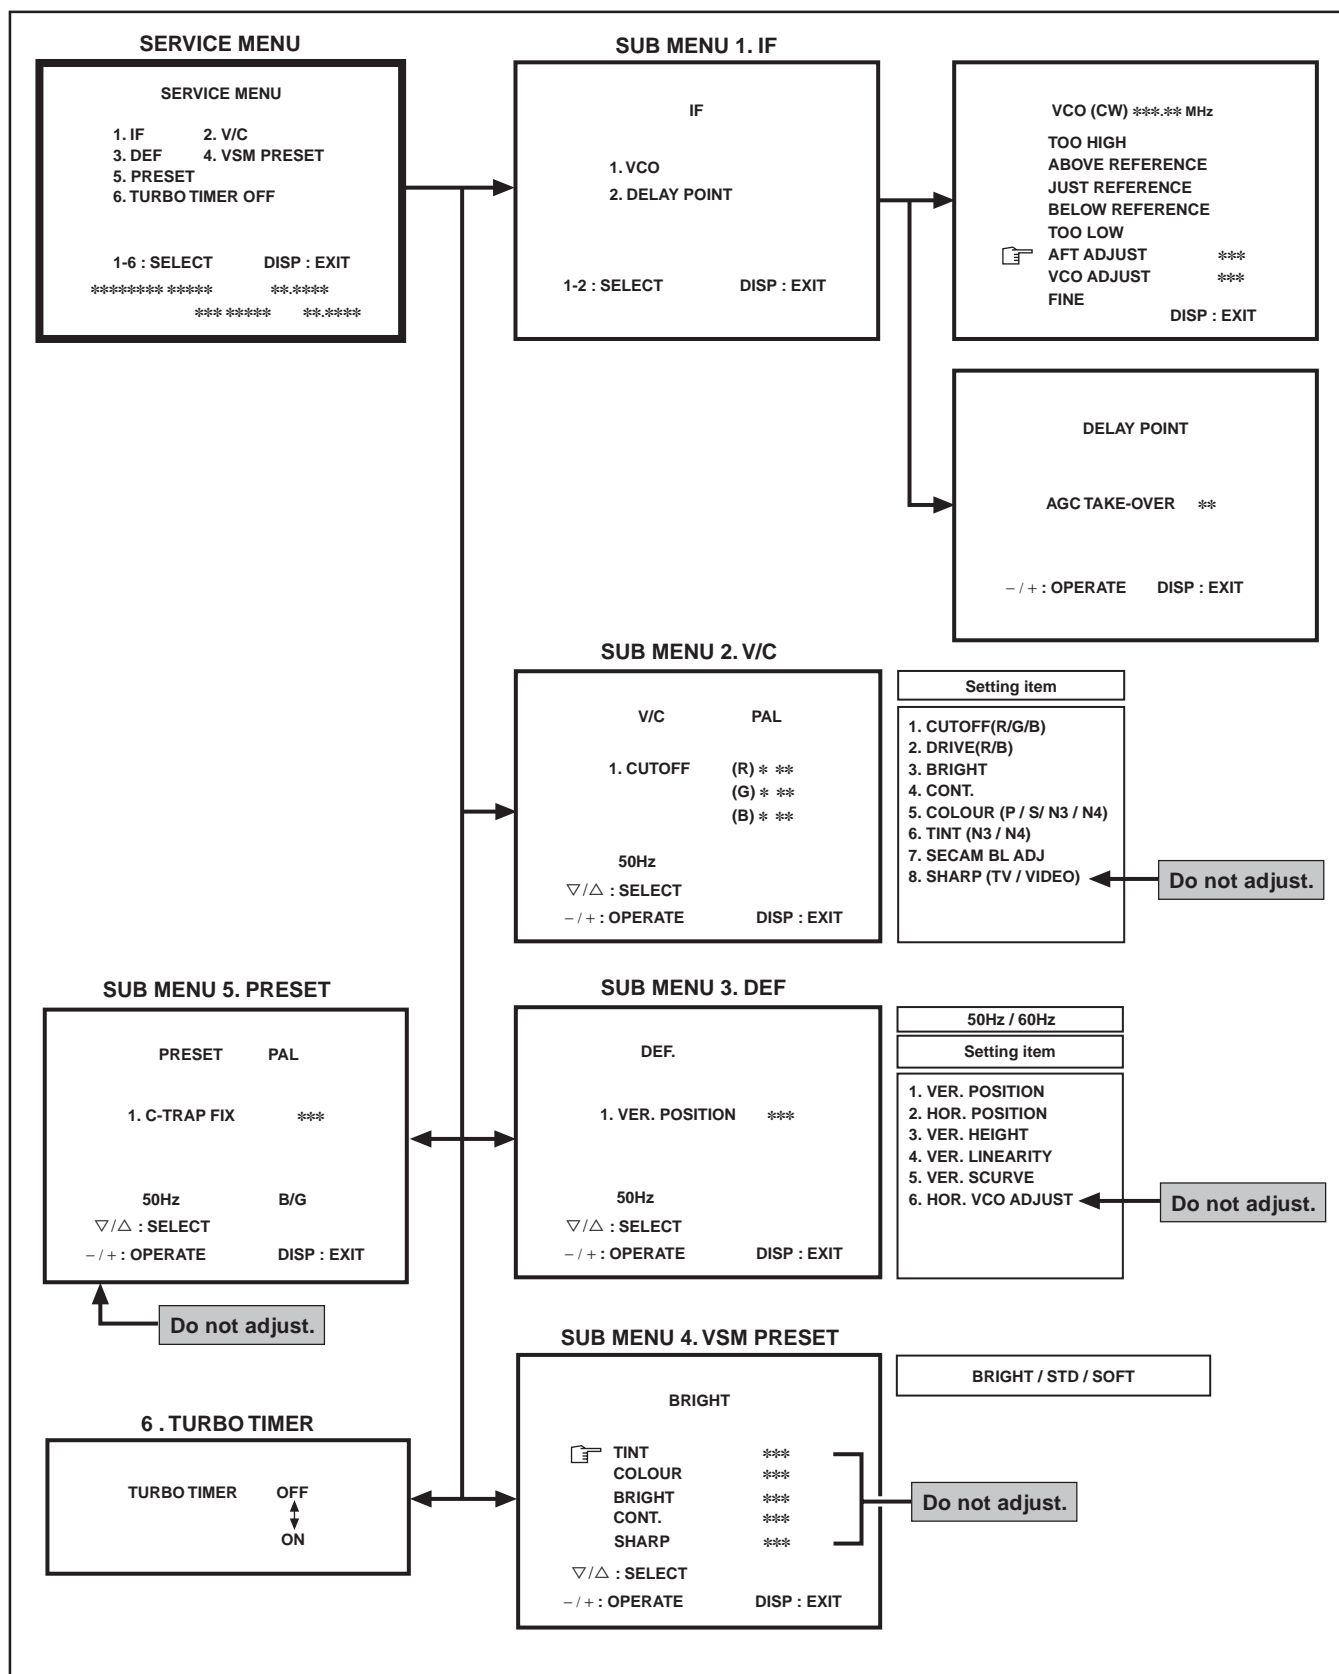 SERVICE MENU
SERVICE MENU
1. IF 2. V/C
3. DEF 4. VSM PRESET
5. PRESET
6. TURBO TIMER OFF
1-6 : SELECT DISP : EXIT
******** ***** **.****
*** ***** **.****
SUB MENU 1. IF
IF
1. VCO
2. DELAY POINT
1-2 : SELECT DISP : EXIT
VCO (CW) ***.** MHz
TOO HIGH
ABOVE REFERENCE
JUST REFERENCE
BELOW REFERENCE
TOO LOW
☞ AFT ADJUST ***
VCO ADJUST ***
FINE
DISP : EXIT
DELAY POINT
AGC TAKE-OVER **
– / + : OPERATE DISP : EXIT
SUB MENU 2. V/C
V/C PAL
1. CUTOFF (R) * **
(G) * **
(B) * **
50Hz
▽/△ : SELECT
– / + : OPERATE DISP : EXIT
Setting item
1. CUTOFF(R/G/B)
2. DRIVE(R/B)
3. BRIGHT
4. CONT.
5. COLOUR (P / S/ N3 / N4)
6. TINT (N3 / N4)
7. SECAM BL ADJ
8. SHARP (TV / VIDEO)
Do not adjust.
SUB MENU 5. PRESET
PRESET PAL
1. C-TRAP FIX ***
50Hz B/G
▽/△ : SELECT
– / + : OPERATE DISP : EXIT
Do not adjust.
SUB MENU 3. DEF
DEF.
1. VER. POSITION ***
50Hz
▽/△ : SELECT
– / + : OPERATE DISP : EXIT
50Hz / 60Hz
Setting item
1. VER. POSITION
2. HOR. POSITION
3. VER. HEIGHT
4. VER. LINEARITY
5. VER. SCURVE
6. HOR. VCO ADJUST
Do not adjust.
6 . TURBO TIMER
TURBO TIMER OFF
ON
SUB MENU 4. VSM PRESET
BRIGHT
☞ TINT ***
COLOUR ***
BRIGHT ***
CONT. ***
SHARP ***
▽/△ : SELECT
– / + : OPERATE DISP : EXIT
BRIGHT / STD / SOFT
Do not adjust.